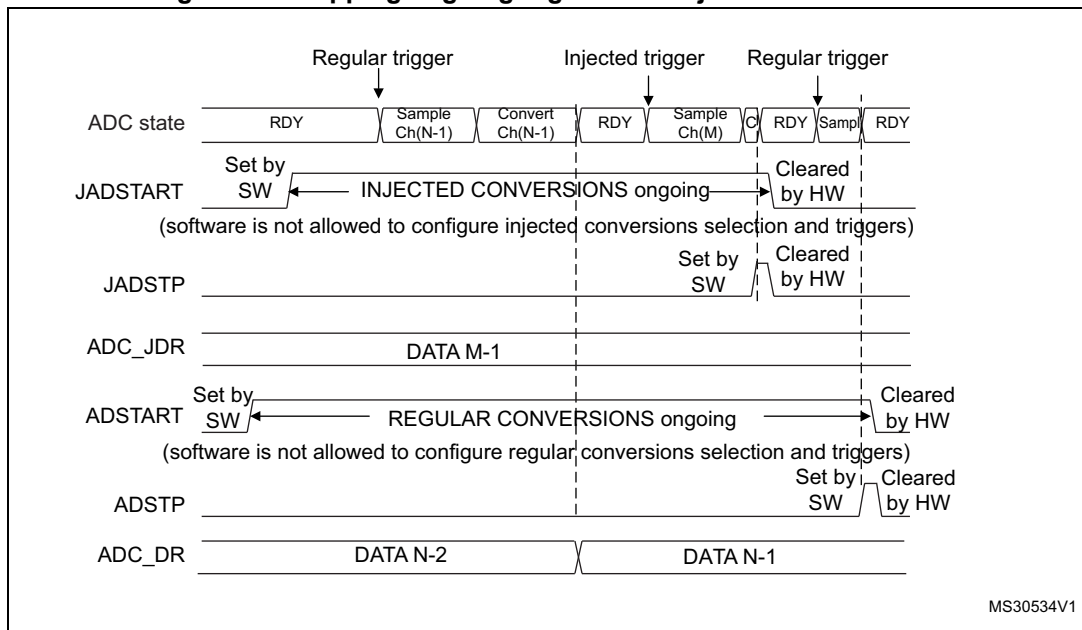 Regular trigger Injected trigger Regular trigger
ADC state RDY Sample Ch(N-1) Convert Ch(N-1) RDY Sample Ch(M) C RDY Sampl RDY
JADSTART Set by SW INJECTED CONVERSIONS ongoing Cleared by HW
(software is not allowed to configure injected conversions selection and triggers)
JADSTP Set by SW Cleared by HW
ADC_JDR DATA M-1
ADSTART Set by SW REGULAR CONVERSIONS ongoing Cleared by HW
(software is not allowed to configure regular conversions selection and triggers)
ADSTP Set by SW Cleared by HW
ADC_DR DATA N-2 DATA N-1
MS30534V1